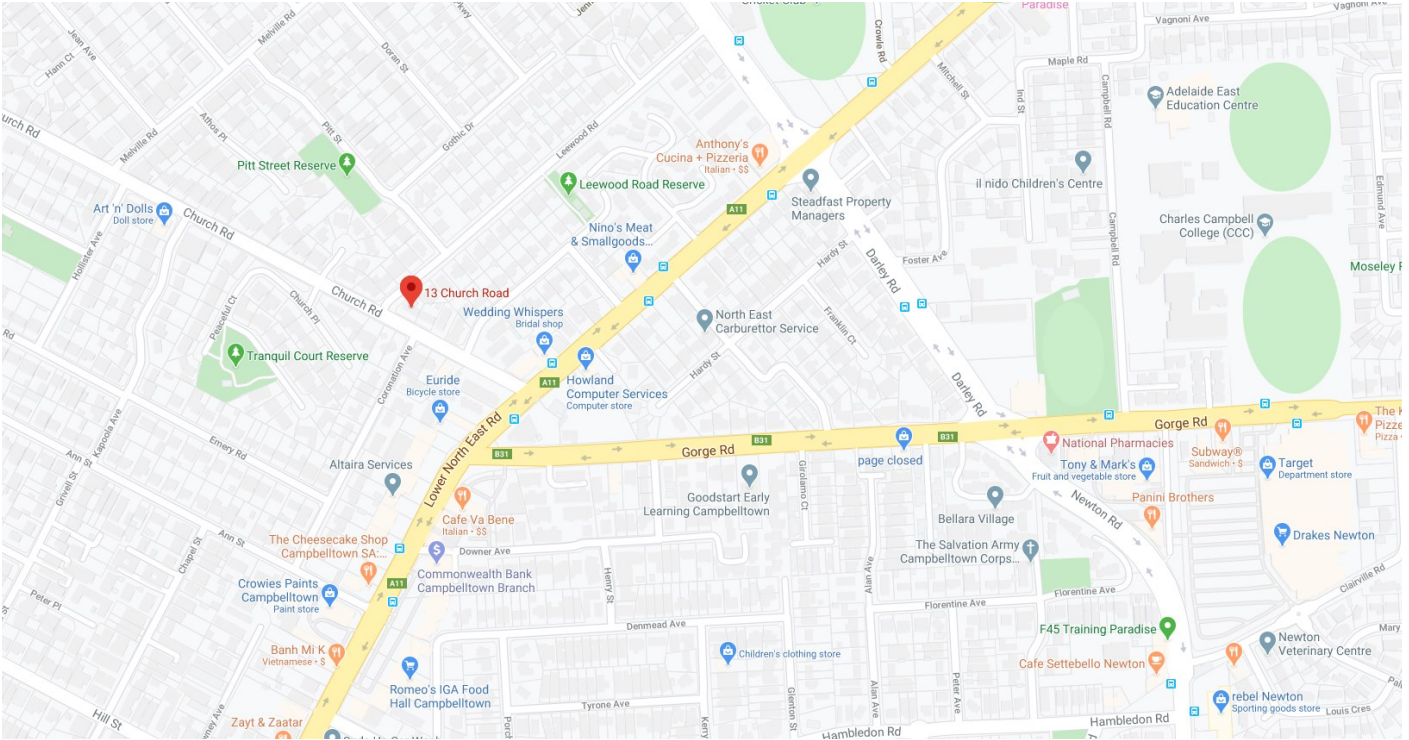 Paradise
Vagnoni Ave
Melville Rd
Jean Ave
Hann Ct
Doran St
Crowie Rd
Mitchell St
Maple Rd
Ind St
Campbell Rd
Adelaide East
Education Centre
Church Rd
Melville Rd
Athos Pl
Pitt St
Gothic Dr
Leewood Rd
Pitt Street Reserve
Anthony's
Cucina + Pizzeria
Italian • $$
Leewood Road Reserve
il nido Children's Centre
Steadfast Property
Managers
A11
Art 'n' Dolls
Doll store
Church Rd
Hollister Ave
Nino's Meat
& Smallgoods...
Hardy St
Darley Rd
Foster Ave
Campbell Rd
Charles Campbell
College (CCC)
Edmund Ave
13 Church Road
Church Rd
Church Pl
Peaceful Ct
Wedding Whispers
Bridal shop
North East
Carburettor Service
Franklin Ct
Tranquil Court Reserve
Coronation Ave
Euride
Bicycle store
A11
Howland
Computer Services
Computer store
Hardy St
Darley Rd
Kapoola Ave
Emery Rd
Lower North East Rd
B31
Gorge Rd
B31
B31
page closed
Gorge Rd
National Pharmacies
Subway®
Sandwich • $
Tony & Mark's
Fruit and vegetable store
Target
Department store
Ann St
Grivell St
Altaira Services
Goodstart Early
Learning Campbelltown
Girolamo Ct
Bellara Village
Newton Rd
Panini Brothers
Cafe Va Bene
Italian • $$
Drakes Newton
Ann St
Chapel St
The Cheesecake Shop
Campbelltown SA:...
Downer Ave
The Salvation Army
Campbelltown Corps...
Commonwealth Bank
Campbelltown Branch
A11
Crowies Paints
Campbelltown
Paint store
Henry St
Alan Ave
Florentine Ave
Florentine Ave
Clairville Rd
Peter Pl
Denmead Ave
F45 Training Paradise
Newton
Veterinary Centre
Mary
Banh Mi K
Vietnamese • $
Children's clothing store
Cafe Settebello Newton
Romeo's IGA Food
Hall Campbelltown
Alan Ave
Peter Ave
Glenton St
Tyrone Ave
rebel Newton
Sporting goods store
Louis Cres
Hill St
Zayt & Zaatar
Hambledon Rd
Hambledon Rd